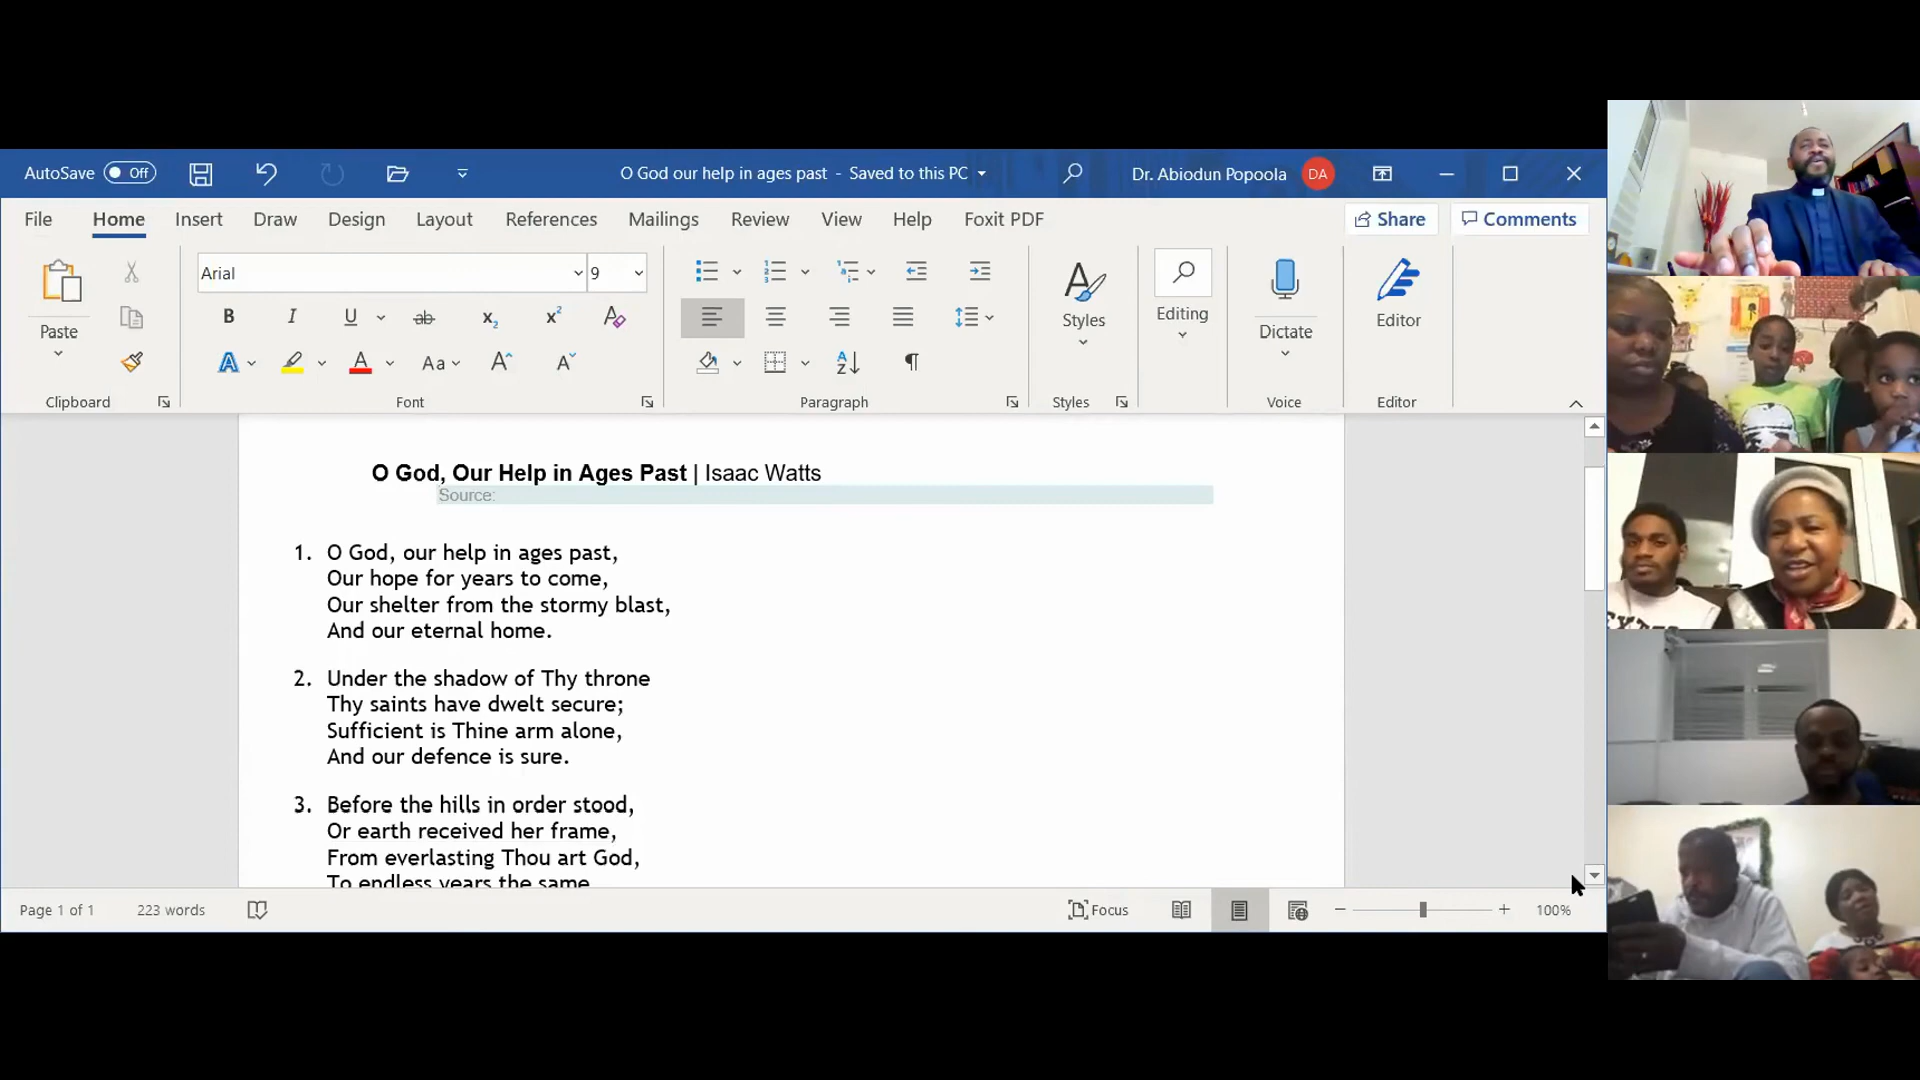 AutoSave Off
O God our help in ages past - Saved to this PC
Dr. Abiodun Popoola DA
File Home Insert Draw Design Layout References Mailings Review View Help Foxit PDF Share Comments
Arial 9
Paste
B I U ab x₂ x² A
A A Aa A A
Styles
Editing
Dictate
Editor
Clipboard Font Paragraph Styles Voice Editor
O God, Our Help in Ages Past | Isaac Watts
Source:
1. O God, our help in ages past,
Our hope for years to come,
Our shelter from the stormy blast,
And our eternal home.
2. Under the shadow of Thy throne
Thy saints have dwelt secure;
Sufficient is Thine arm alone,
And our defence is sure.
3. Before the hills in order stood,
Or earth received her frame,
From everlasting Thou art God,
To endless years the same
Page 1 of 1 223 words Focus 100%